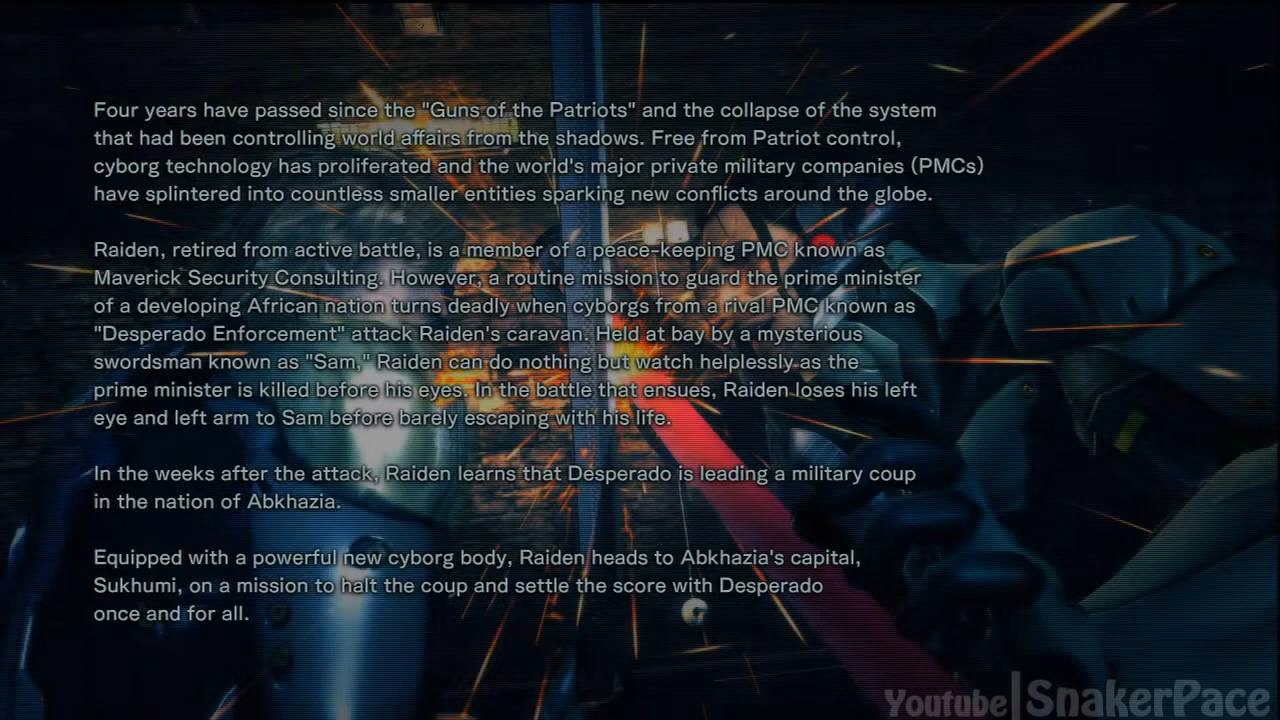 Four years have passed since the "Guns of the Patriots" and the collapse of the system
that had been controlling world affairs from the shadows. Free from Patriot control,
cyborg technology has proliferated and the world's major private military companies (PMCs)
have splintered into countless smaller entities sparking new conflicts around the globe.
Raiden, retired from active battle, is a member of a peace-keeping PMC known as
Maverick Security Consulting. However, a routine mission to guard the prime minister
of a developing African nation turns deadly when cyborgs from a rival PMC known as
"Desperado Enforcement" attack Raiden's caravan. Held at bay by a mysterious
swordsman known as "Sam," Raiden can do nothing but watch helplessly as the
prime minister is killed before his eyes. In the battle that ensues, Raiden loses his left
eye and left arm to Sam before barely escaping with his life.
In the weeks after the attack, Raiden learns that Desperado is leading a military coup
in the nation of Abkhazia.
Equipped with a powerful new cyborg body, Raiden heads to Abkhazia's capital,
Sukhumi, on a mission to halt the coup and settle the score with Desperado
once and for all.
Youtube|SnakerPace